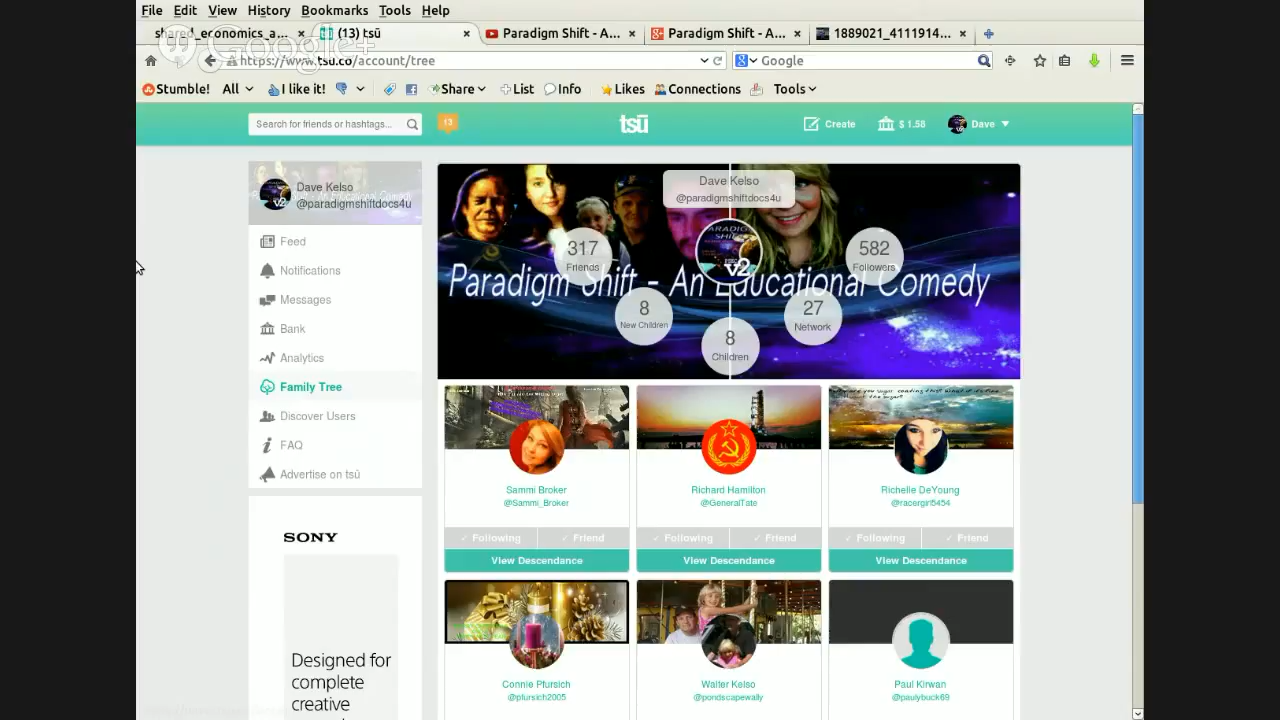 File Edit View History Bookmarks Tools Help
shared_economics_a... × (13) tsū × Paradigm Shift - A... × Paradigm Shift - A... × 1889021_4111914... ×
Google+
https://www.tsu.co/account/tree
Google
Stumble! All I like it! Share List Info Likes Connections Tools
Search for friends or hashtags...
13
tsū
Create
$ 1.58
Dave
Dave Kelso
@paradigmshiftdocs4u
Feed
Notifications
Messages
Bank
Analytics
Family Tree
Discover Users
FAQ
Advertise on tsū
SONY
Designed for
complete
creative
Dave Kelso
@paradigmshiftdocs4u
317
Friends
582
Followers
PARADIGM
SHIFT
v2
Paradigm Shift - An Educational Comedy
8
New Children
27
Network
8
Children
Sammi Broker
@Sammi_Broker
✓ Following ✓ Friend
View Descendance
Richard Hamilton
@GeneralTate
✓ Following ✓ Friend
View Descendance
Richelle DeYoung
@racergirl5454
✓ Following ✓ Friend
View Descendance
Connie Pfursich
@pfursich2005
Walter Kelso
@pondscapewally
Paul Kirwan
@paulybuck69